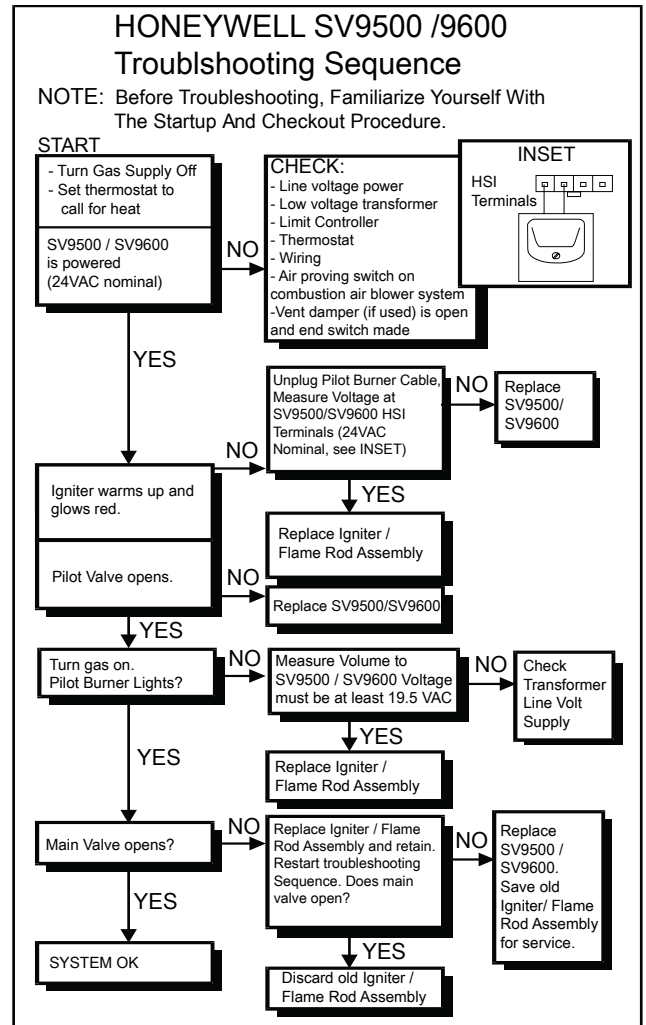 HONEYWELL SV9500 /9600
Troublshooting Sequence
NOTE: Before Troubleshooting, Familiarize Yourself With
The Startup And Checkout Procedure.
START
- Turn Gas Supply Off
- Set thermostat to
call for heat
SV9500 / SV9600
is powered
(24VAC nominal)
NO
CHECK:
- Line voltage power
- Low voltage transformer
- Limit Controller
- Thermostat
- Wiring
- Air proving switch on
combustion air blower system
-Vent damper (if used) is open
and end switch made
INSET
HSI
Terminals
YES
Igniter warms up and
glows red.
NO
Unplug Pilot Burner Cable,
Measure Voltage at
SV9500/SV9600 HSI
Terminals (24VAC
Nominal, see INSET)
NO
Replace
SV9500/
SV9600
YES
Replace Igniter /
Flame Rod Assembly
Pilot Valve opens.
NO
Replace SV9500/SV9600
YES
Turn gas on.
Pilot Burner Lights?
NO
Measure Volume to
SV9500 / SV9600 Voltage
must be at least 19.5 VAC
NO
Check
Transformer
Line Volt
Supply
YES
Replace Igniter /
Flame Rod Assembly
YES
Main Valve opens?
NO
Replace Igniter / Flame
Rod Assembly and retain.
Restart troubleshooting
Sequence. Does main
valve open?
NO
Replace
SV9500 /
SV9600.
Save old
Igniter/ Flame
Rod Assembly
for service.
YES
Discard old Igniter /
Flame Rod Assembly
YES
SYSTEM OK